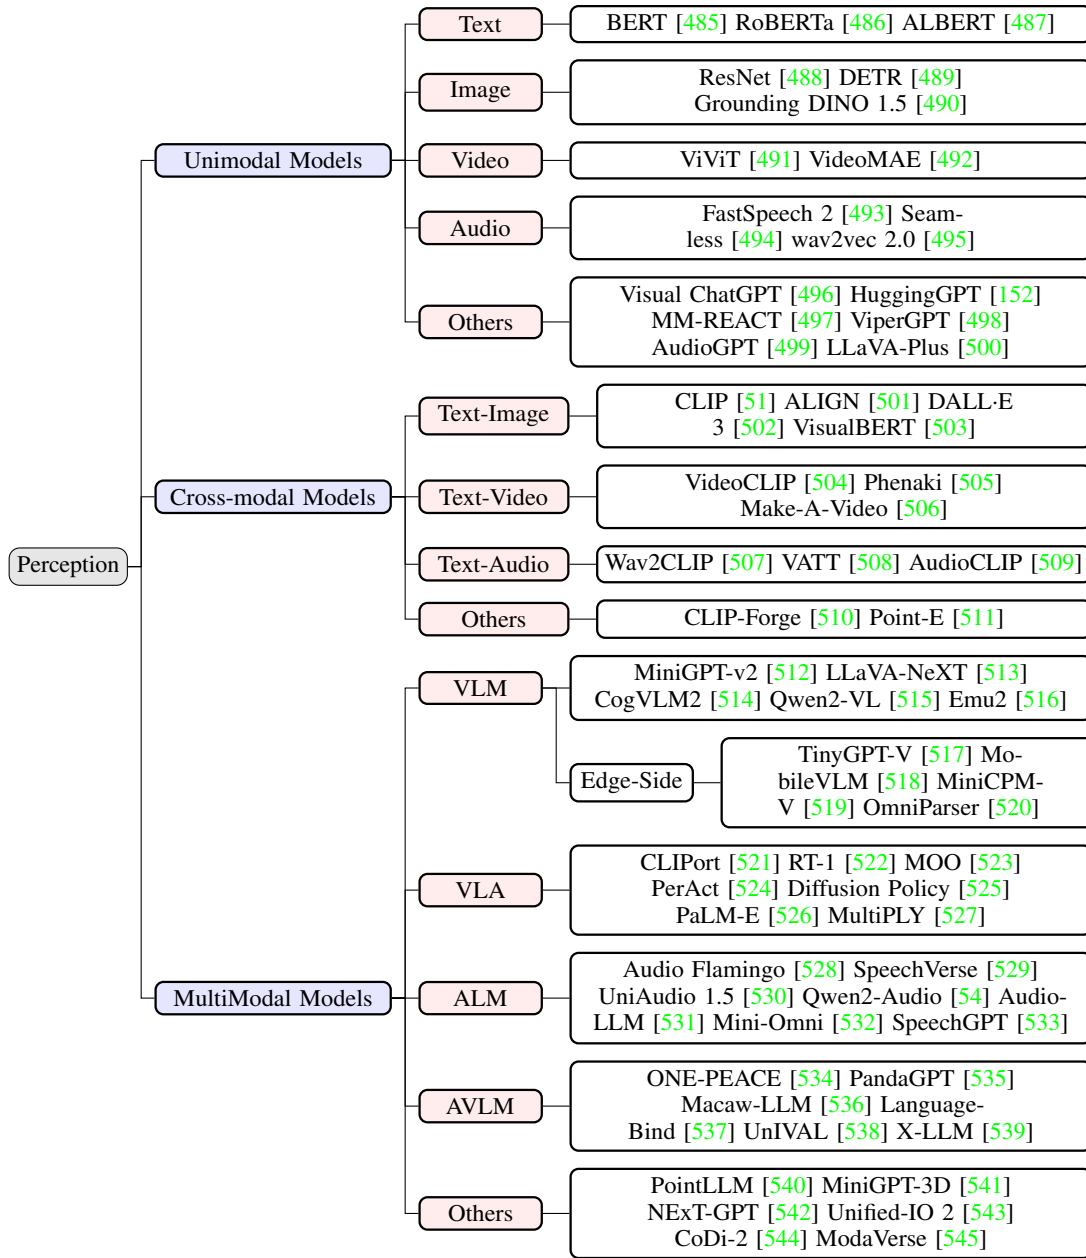 Perception
Unimodal Models
Text
BERT [485] RoBERTa [486] ALBERT [487]
Image
ResNet [488] DETR [489]
Grounding DINO 1.5 [490]
Video
ViViT [491] VideoMAE [492]
Audio
FastSpeech 2 [493] Seam-
less [494] wav2vec 2.0 [495]
Others
Visual ChatGPT [496] HuggingGPT [152]
MM-REACT [497] ViperGPT [498]
AudioGPT [499] LLaVA-Plus [500]
Cross-modal Models
Text-Image
CLIP [51] ALIGN [501] DALL·E
3 [502] VisualBERT [503]
Text-Video
VideoCLIP [504] Phenaki [505]
Make-A-Video [506]
Text-Audio
Wav2CLIP [507] VATT [508] AudioCLIP [509]
Others
CLIP-Forge [510] Point-E [511]
MultiModal Models
VLM
MiniGPT-v2 [512] LLaVA-NeXT [513]
CogVLM2 [514] Qwen2-VL [515] Emu2 [516]
Edge-Side
TinyGPT-V [517] Mo-
bileVLM [518] MiniCPM-
V [519] OmniParser [520]
VLA
CLIPort [521] RT-1 [522] MOO [523]
PerAct [524] Diffusion Policy [525]
PaLM-E [526] MultiPLY [527]
ALM
Audio Flamingo [528] SpeechVerse [529]
UniAudio 1.5 [530] Qwen2-Audio [54] Audio-
LLM [531] Mini-Omni [532] SpeechGPT [533]
AVLM
ONE-PEACE [534] PandaGPT [535]
Macaw-LLM [536] Language-
Bind [537] UnIVAL [538] X-LLM [539]
Others
PointLLM [540] MiniGPT-3D [541]
NExT-GPT [542] Unified-IO 2 [543]
CoDi-2 [544] ModaVerse [545]